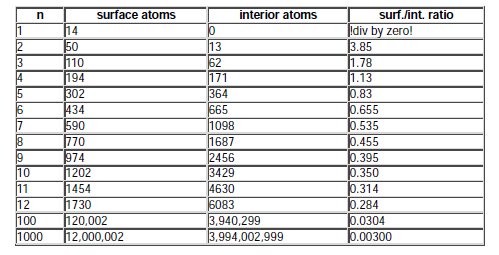 n surface atoms interior atoms surf./int. ratio
1 14 0 !div by zero!
2 50 13 3.85
3 110 62 1.78
4 194 171 1.13
5 302 364 0.83
6 434 665 0.655
7 590 1098 0.535
8 770 1687 0.455
9 974 2456 0.395
10 1202 3429 0.350
11 1454 4630 0.314
12 1730 6083 0.284
100 120,002 3,940,299 0.0304
1000 12,000,002 3,994,002,999 0.00300